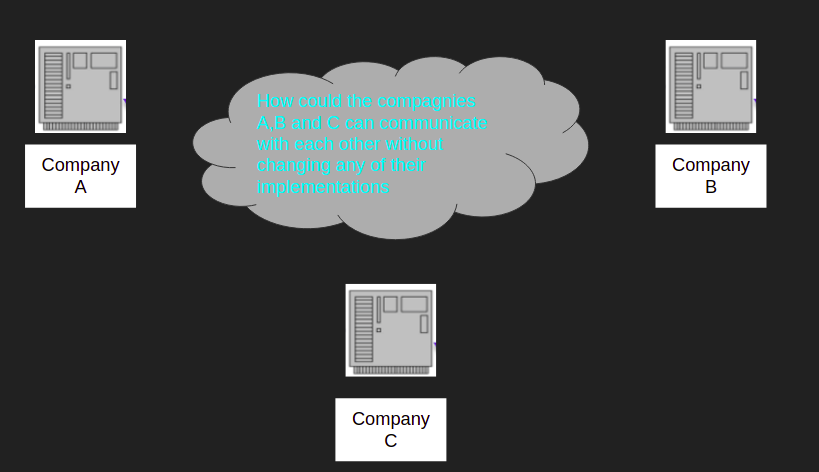 How could the compagnies
A,B and C can communicate
with each other without
changing any of their
implementations
Company
A
Company
B
Company
C